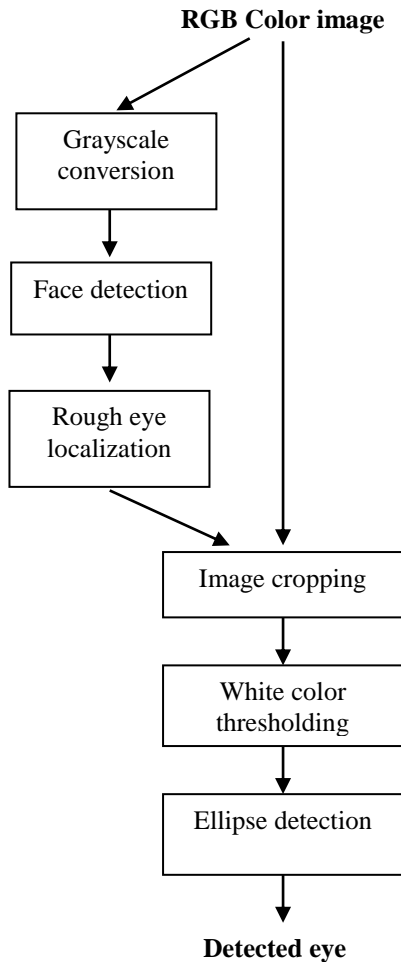 RGB Color image
Grayscale
conversion
Face detection
Rough eye
localization
Image cropping
White color
thresholding
Ellipse detection
Detected eye